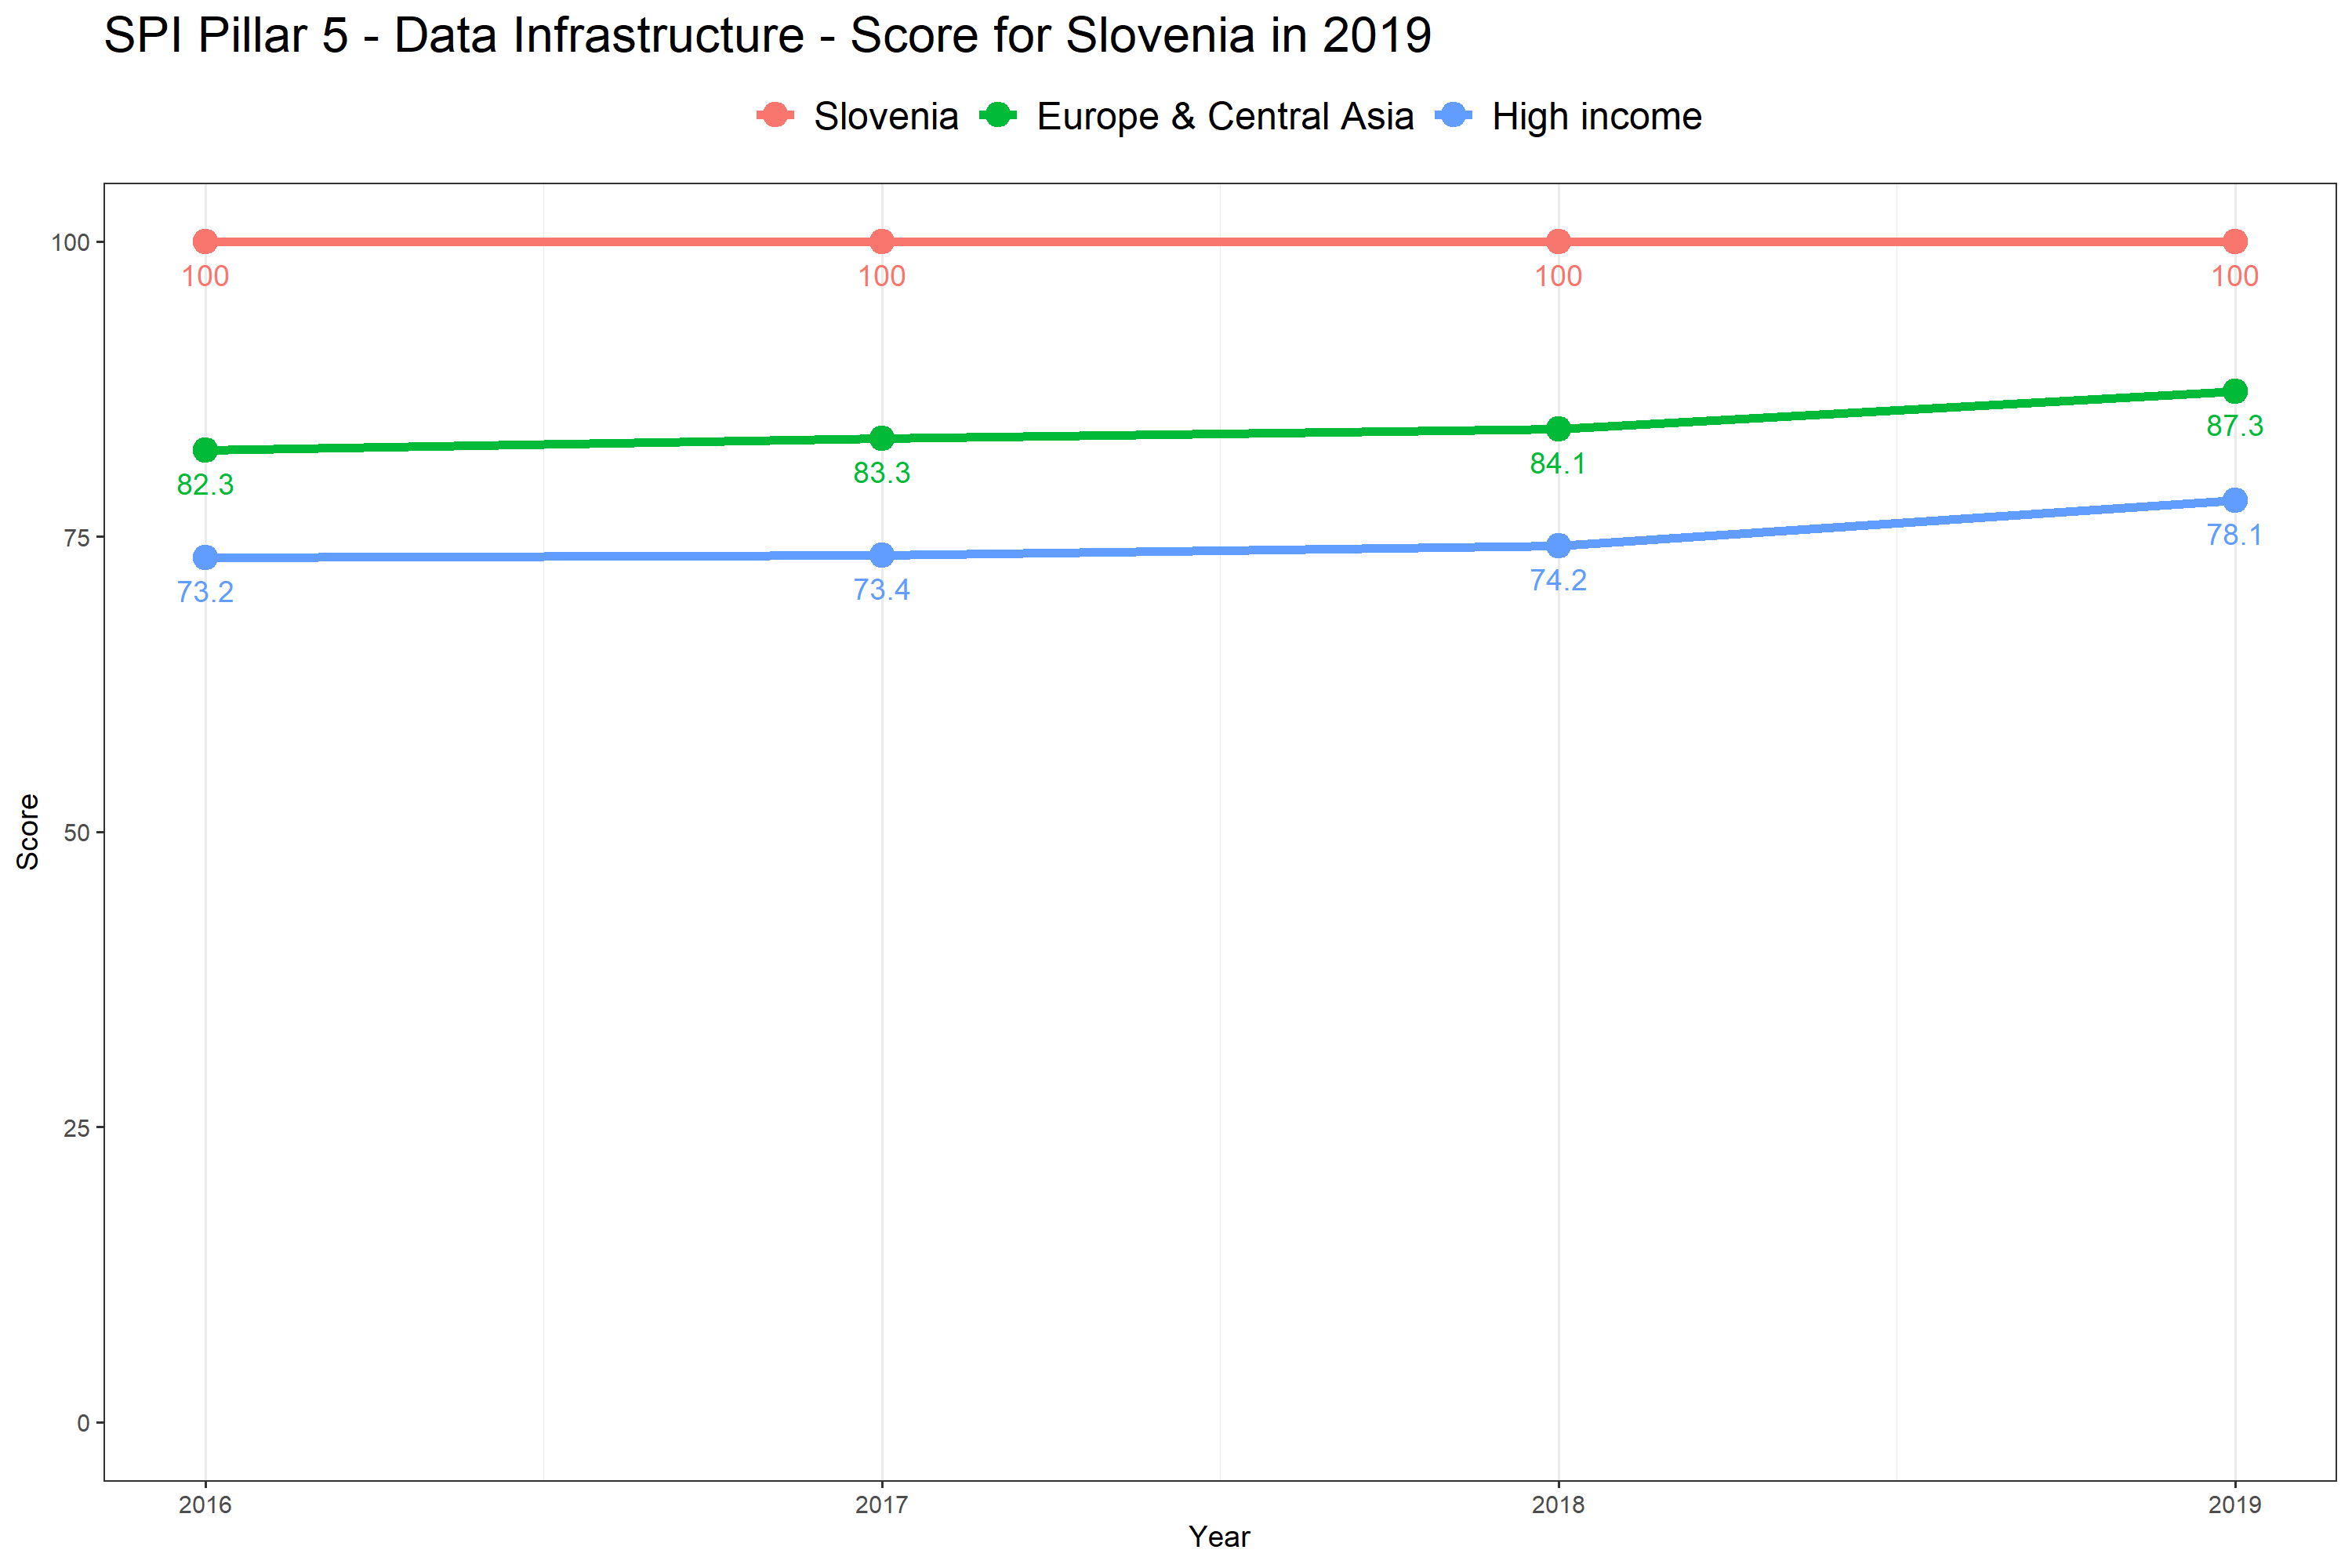 SPI Pillar 5 - Data Infrastructure - Score for Slovenia in 2019
Slovenia Europe & Central Asia High income
100
100 100 100 100
87.3
84.1
83.3
82.3
75
78.1
74.2
73.4
73.2
Score
50
25
0
2016 2017 2018 2019
Year